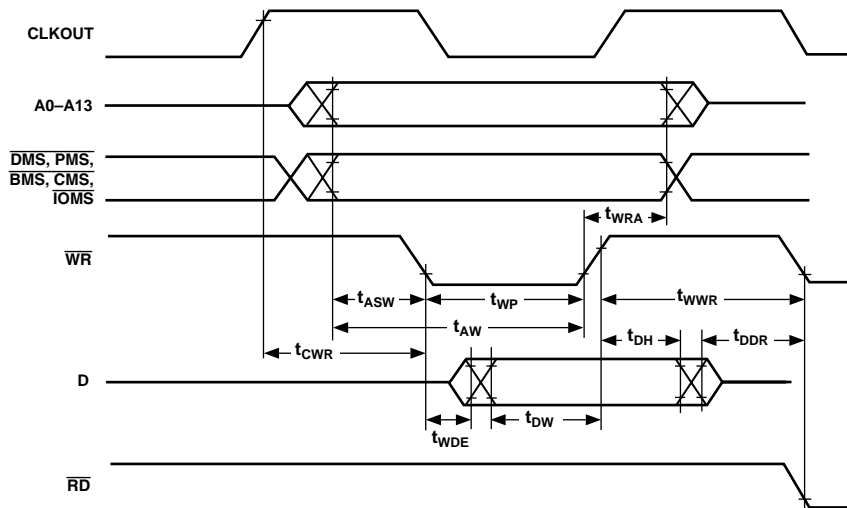 CLKOUT
A0–A13
DMS, PMS,
BMS, CMS,
IOMS
tWRA
WR
tASW
tWP
tWWR
tAW
tCWR
tDH
tDDR
D
tWDE
tDW
RD